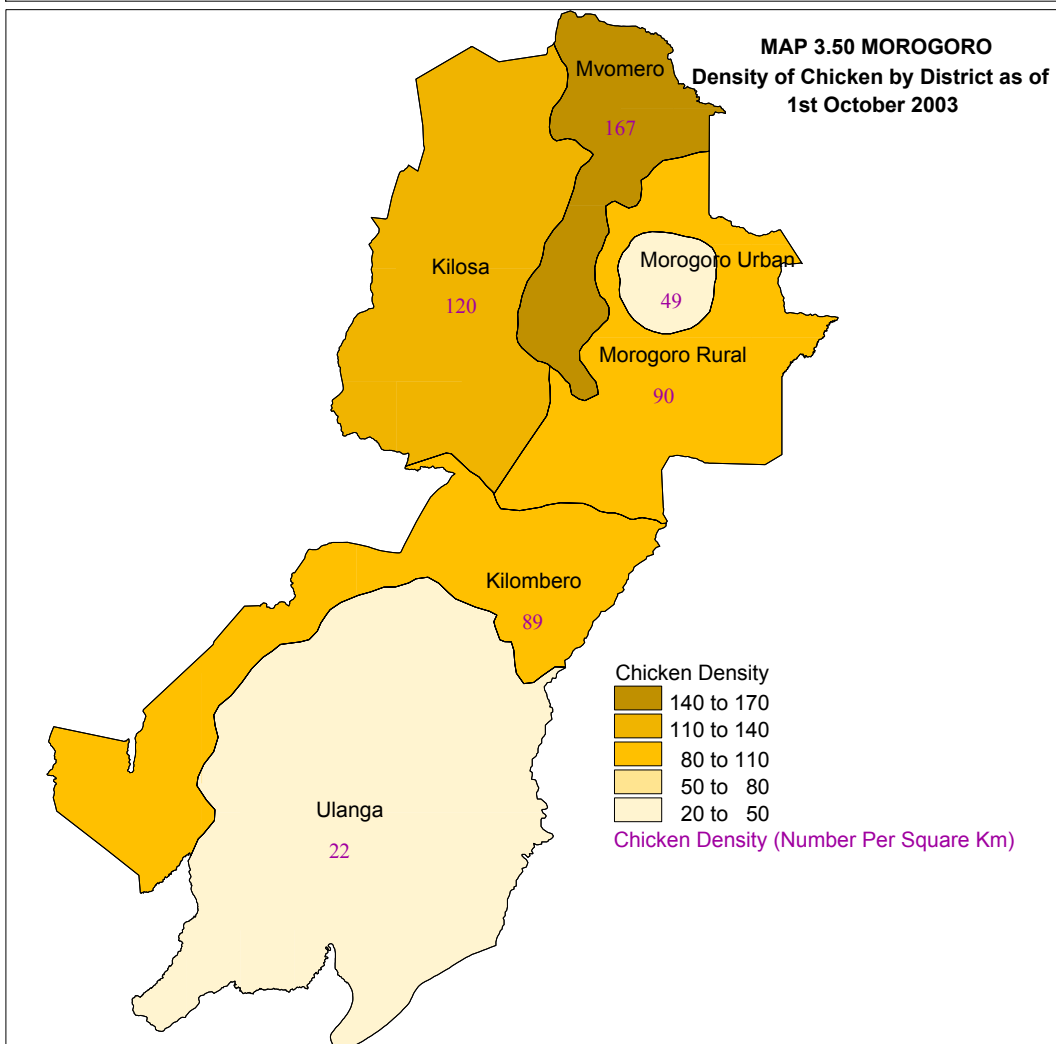 MAP 3.50 MOROGORO
Density of Chicken by District as of
1st October 2003
Mvomero
167
Kilosa
120
Morogoro Urban
49
Morogoro Rural
90
Kilombero
89
Ulanga
22
Chicken Density
140 to 170
110 to 140
80 to 110
50 to 80
20 to 50
Chicken Density (Number Per Square Km)